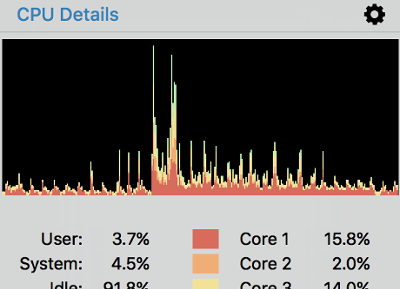 CPU Details
User: 3.7% Core 1 15.8%
System: 4.5% Core 2 2.0%
Idle: 91.8% Core 3 14.0%